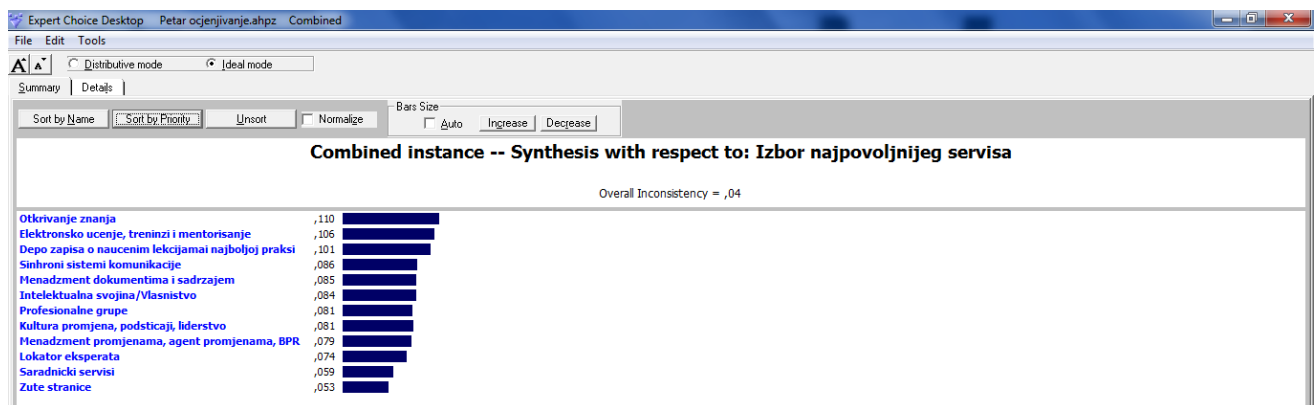 Expert Choice Desktop Petar ocjenjivanje.ahpz Combined
File Edit Tools
A A Distributive mode Ideal mode
Summary Details
Sort by Name Sort by Priority Unsort Normalize Bars Size Auto Increase Decrease
Combined instance -- Synthesis with respect to: Izbor najpovoljnijeg servisa
Overall Inconsistency = ,04
Otkrivanje znanja ,110
Elektronsko ucenje, treninzi i mentorisanje ,106
Depo zapisa o naucenim lekcijamai najboljoj praksi ,101
Sinhroni sistemi komunikacije ,086
Menadzment dokumentima i sadrzajem ,085
Intelektualna svojina/Vlasnistvo ,084
Profesionalne grupe ,081
Kultura promjena, podsticaji, liderstvo ,081
Menadzment promjenama, agent promjenama, BPR ,079
Lokator eksperata ,074
Saradnicki servisi ,059
Zute stranice ,053